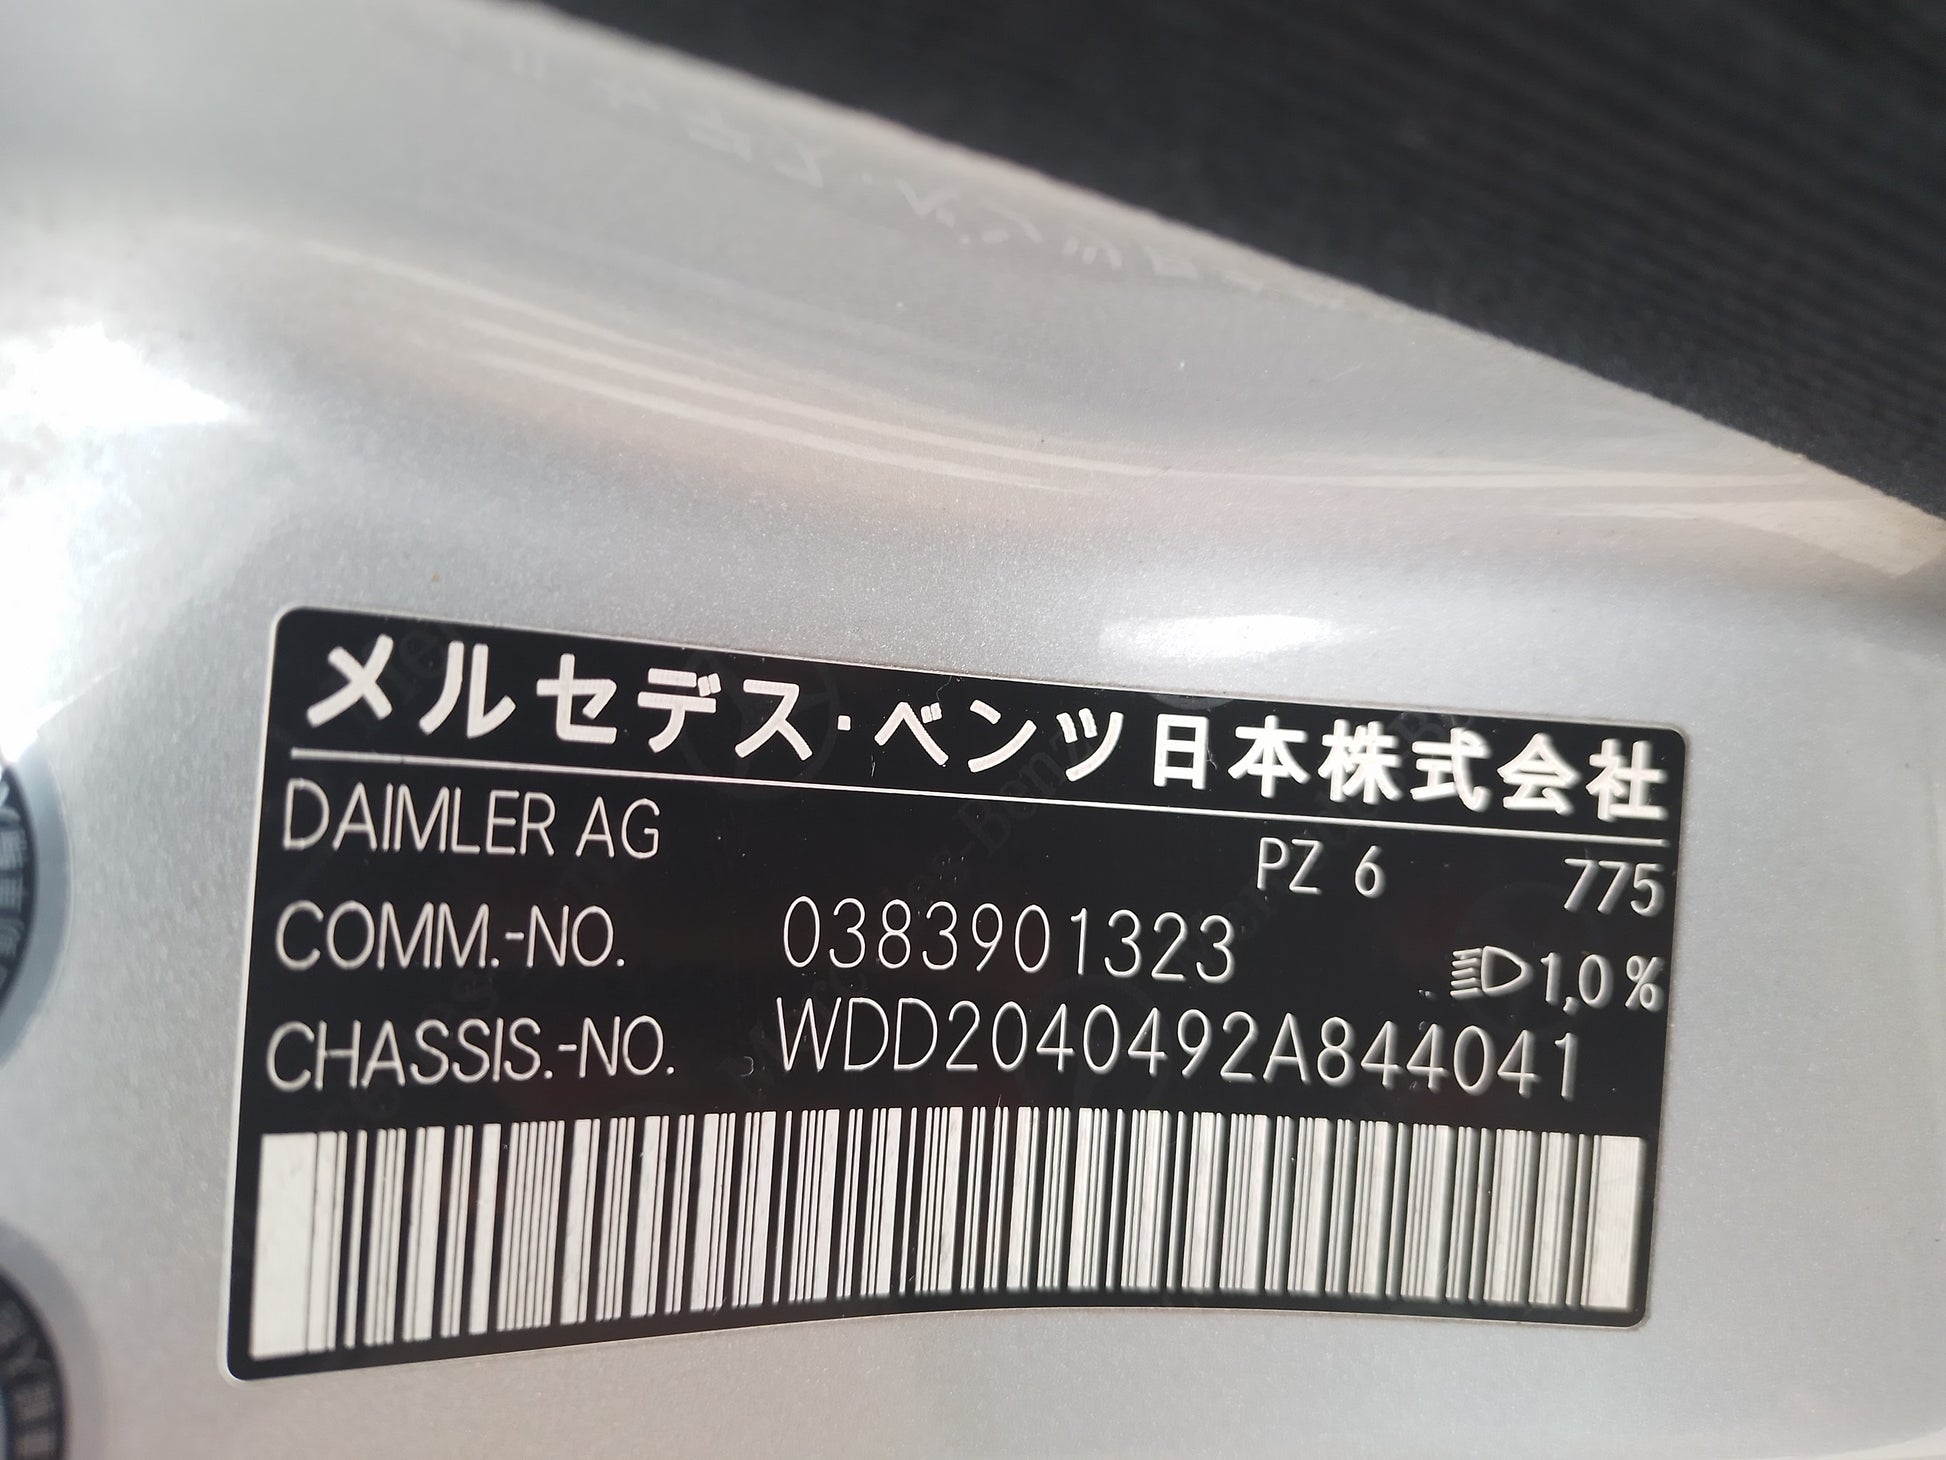 メルセデス・ベンツ日本株式会社
DAIMLER AG
PZ 6 775
COMM.-NO. 0383901323
1,0%
CHASSIS.-NO. WDD2040492A844041